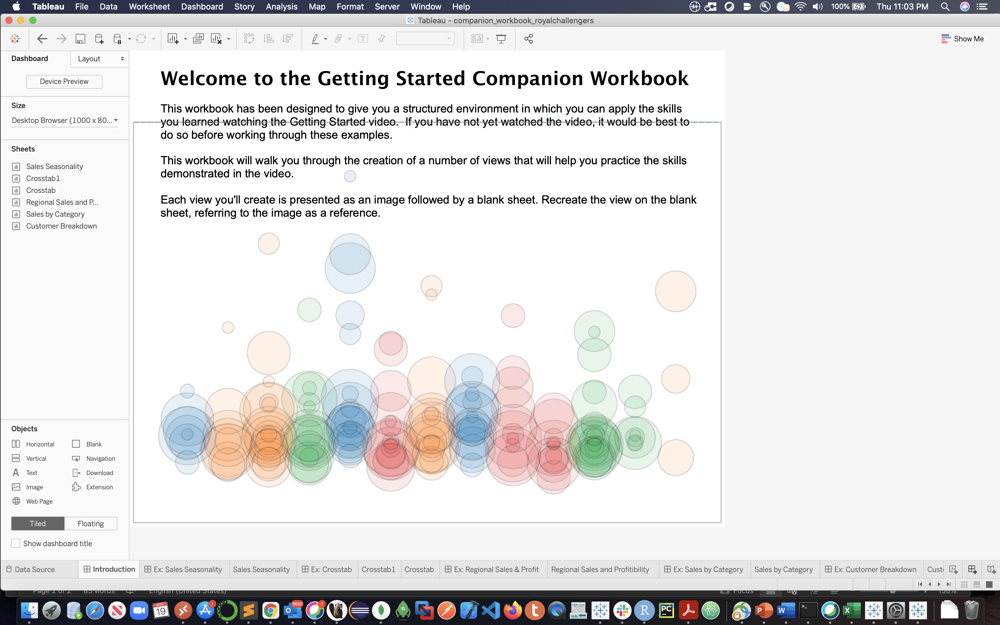 Tableau File Data Worksheet Dashboard Story Analysis Map Format Server Window Help 100% Thu 11:03 PM
Tableau - companion_workbook_royalchallengers
Show Me
Dashboard Layout
Device Preview
Size
Desktop Browser (1000 x 80...
Sheets
Sales Seasonality
Crosstab1
Crosstab
Regional Sales and P...
Sales by Category
Customer Breakdown
Welcome to the Getting Started Companion Workbook
This workbook has been designed to give you a structured environment in which you can apply the skills
you learned watching the Getting Started video. If you have not yet watched the video, it would be best to
do so before working through these examples.
This workbook will walk you through the creation of a number of views that will help you practice the skills
demonstrated in the video.
Each view you'll create is presented as an image followed by a blank sheet. Recreate the view on the blank
sheet, referring to the image as a reference.
Objects
Horizontal Blank
Vertical Navigation
Text Download
Image Extension
Web Page
Tiled Floating
Show dashboard title
Data Source Introduction Ex: Sales Seasonality Sales Seasonality Ex: Crosstab Crosstab1 Crosstab Ex: Regional Sales & Profit Regional Sales and Profitibility Ex: Sales by Category Sales by Category Ex: Customer Breakdown Cust
Page 2 of 2 83 words English (United States) Focus 156%
NOV
19
1
8680
1